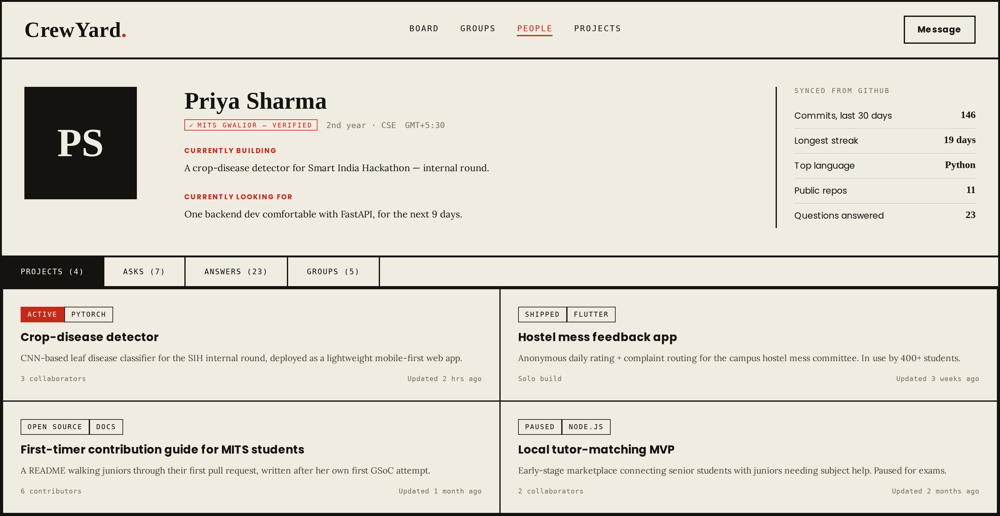 CrewYard.
BOARD GROUPS PEOPLE PROJECTS
Message
PS
Priya Sharma
✓ MITS GWALIOR — VERIFIED 2nd year · CSE GMT+5:30
CURRENTLY BUILDING
A crop-disease detector for Smart India Hackathon — internal round.
CURRENTLY LOOKING FOR
One backend dev comfortable with FastAPI, for the next 9 days.
SYNCED FROM GITHUB
Commits, last 30 days 146
Longest streak 19 days
Top language Python
Public repos 11
Questions answered 23
PROJECTS (4) ASKS (7) ANSWERS (23) GROUPS (5)
ACTIVE PYTORCH
Crop-disease detector
CNN-based leaf disease classifier for the SIH internal round, deployed as a lightweight mobile-first web app.
3 collaborators Updated 2 hrs ago
SHIPPED FLUTTER
Hostel mess feedback app
Anonymous daily rating + complaint routing for the campus hostel mess committee. In use by 400+ students.
Solo build Updated 3 weeks ago
OPEN SOURCE DOCS
First-timer contribution guide for MITS students
A README walking juniors through their first pull request, written after her own first GSoC attempt.
6 contributors Updated 1 month ago
PAUSED NODE.JS
Local tutor-matching MVP
Early-stage marketplace connecting senior students with juniors needing subject help. Paused for exams.
2 collaborators Updated 2 months ago